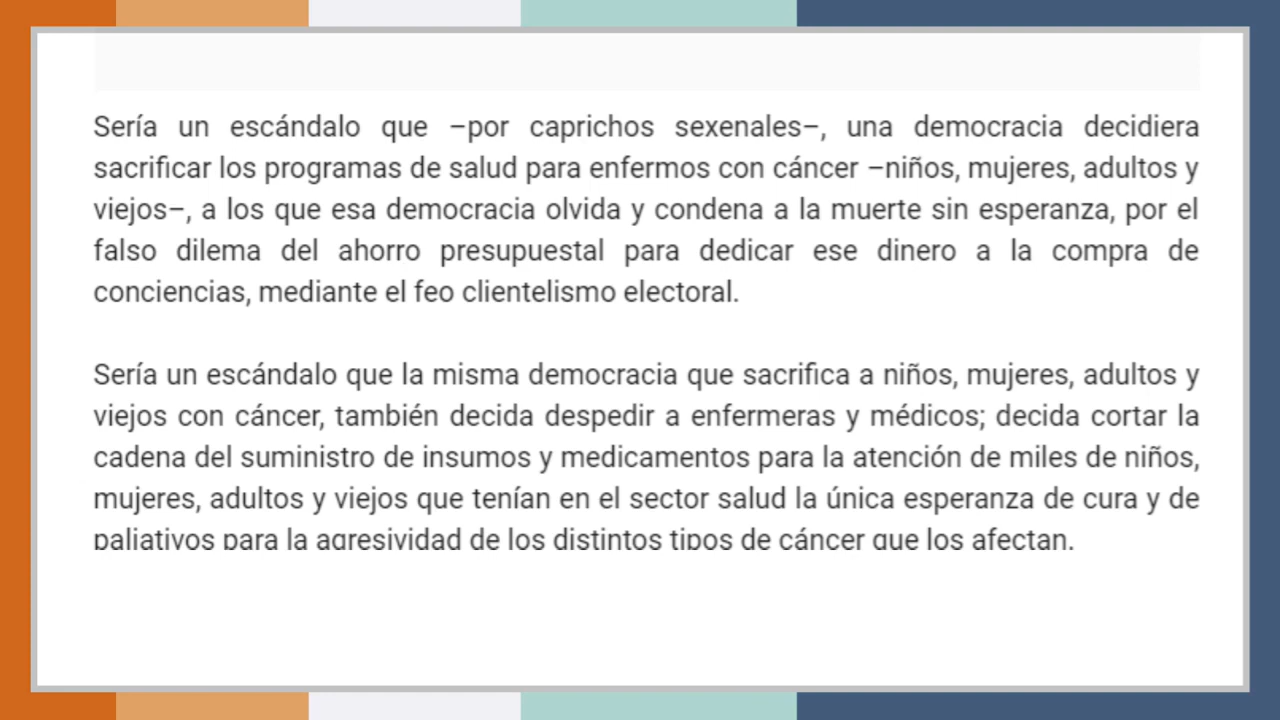 Sería un escándalo que –por caprichos sexenales–, una democracia decidiera
sacrificar los programas de salud para enfermos con cáncer –niños, mujeres, adultos y
viejos–, a los que esa democracia olvida y condena a la muerte sin esperanza, por el
falso dilema del ahorro presupuestal para dedicar ese dinero a la compra de
conciencias, mediante el feo clientelismo electoral.
Sería un escándalo que la misma democracia que sacrifica a niños, mujeres, adultos y
viejos con cáncer, también decida despedir a enfermeras y médicos; decida cortar la
cadena del suministro de insumos y medicamentos para la atención de miles de niños,
mujeres, adultos y viejos que tenían en el sector salud la única esperanza de cura y de
paliativos para la agresividad de los distintos tipos de cáncer que los afectan.